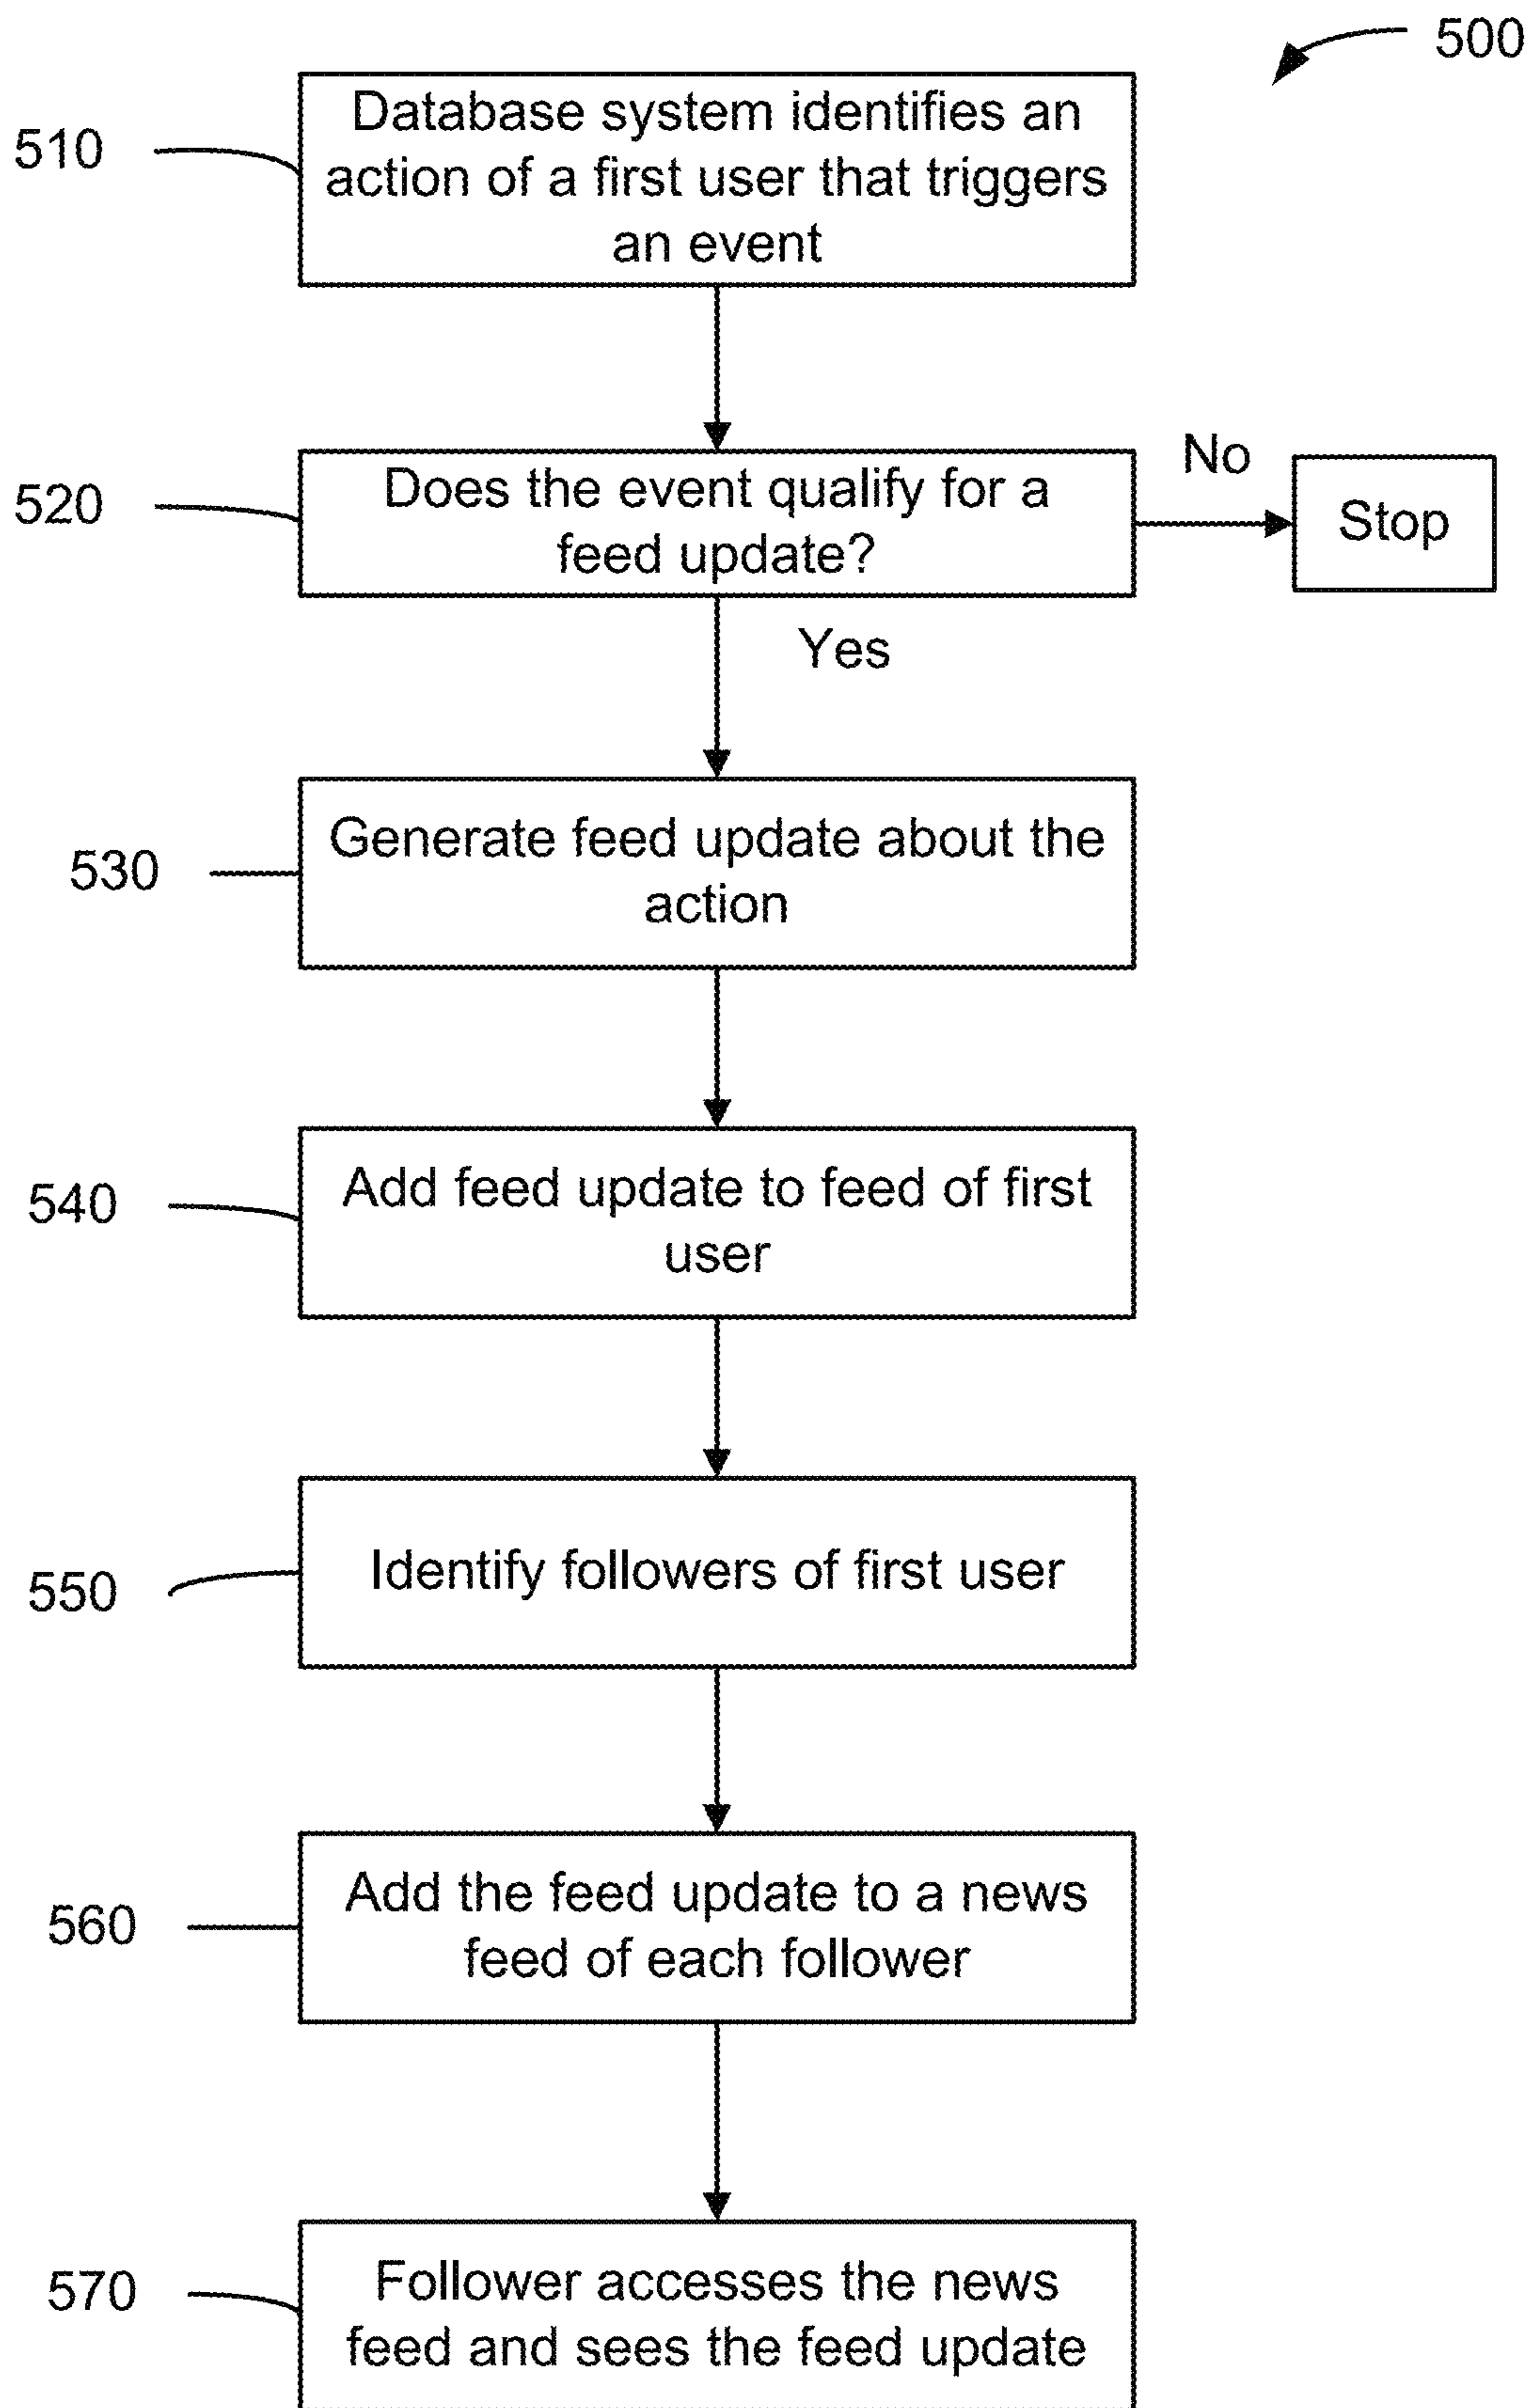 500
510
Database system identifies an
action of a first user that triggers
an event
520
Does the event qualify for a
feed update?
No
Stop
Yes
530
Generate feed update about the
action
540
Add feed update to feed of first
user
550
Identify followers of first user
560
Add the feed update to a news
feed of each follower
570
Follower accesses the news
feed and sees the feed update